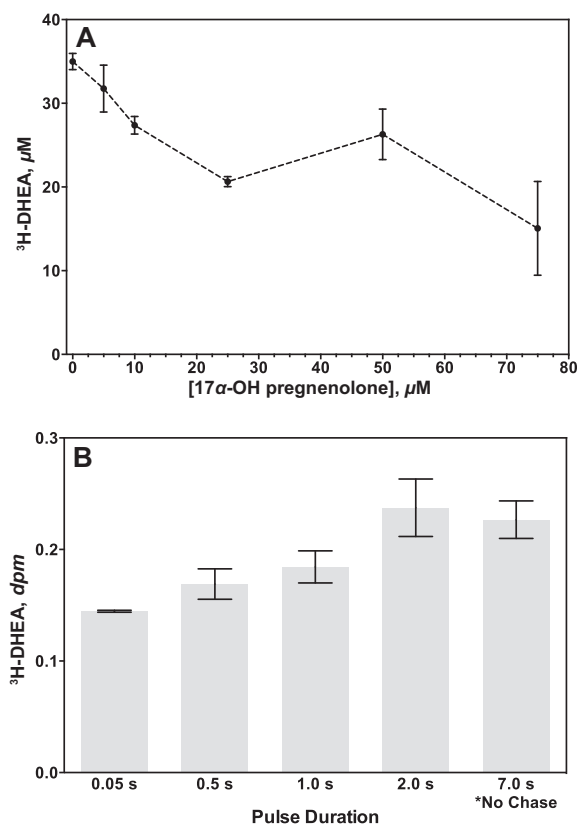 A
40
30
20
10
0
³H-DHEA, µM
0 10 20 30 40 50 60 70 80
[17α-OH pregnenolone], µM
B
0.3
0.2
0.1
0.0
³H-DHEA, dpm
0.05 s 0.5 s 1.0 s 2.0 s 7.0 s
*No Chase
Pulse Duration